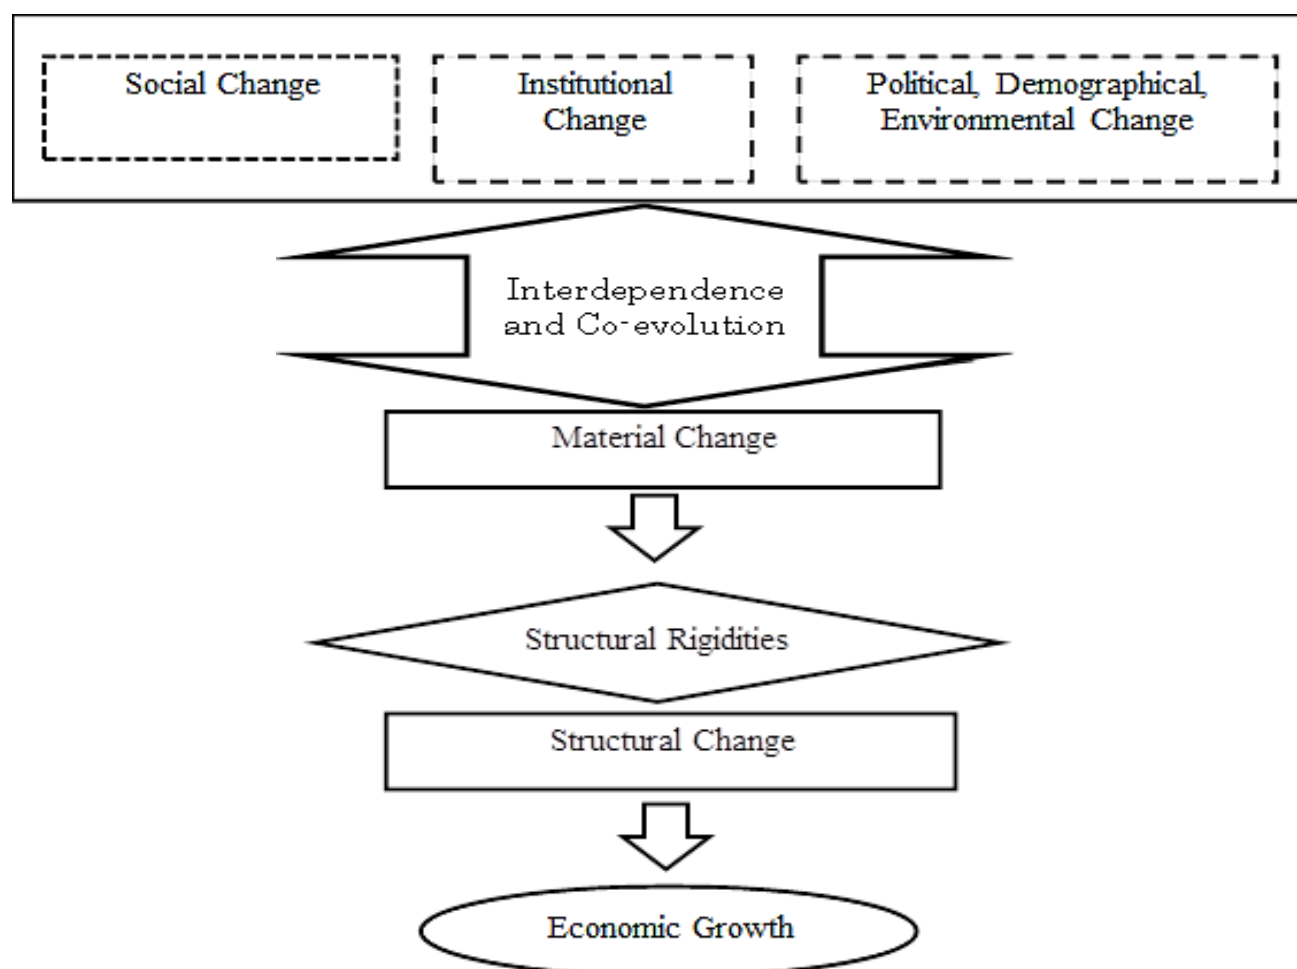 Social Change
Institutional
Change
Political, Demographical,
Environmental Change
Interdependence
and Co-evolution
Material Change
Structural Rigidities
Structural Change
Economic Growth